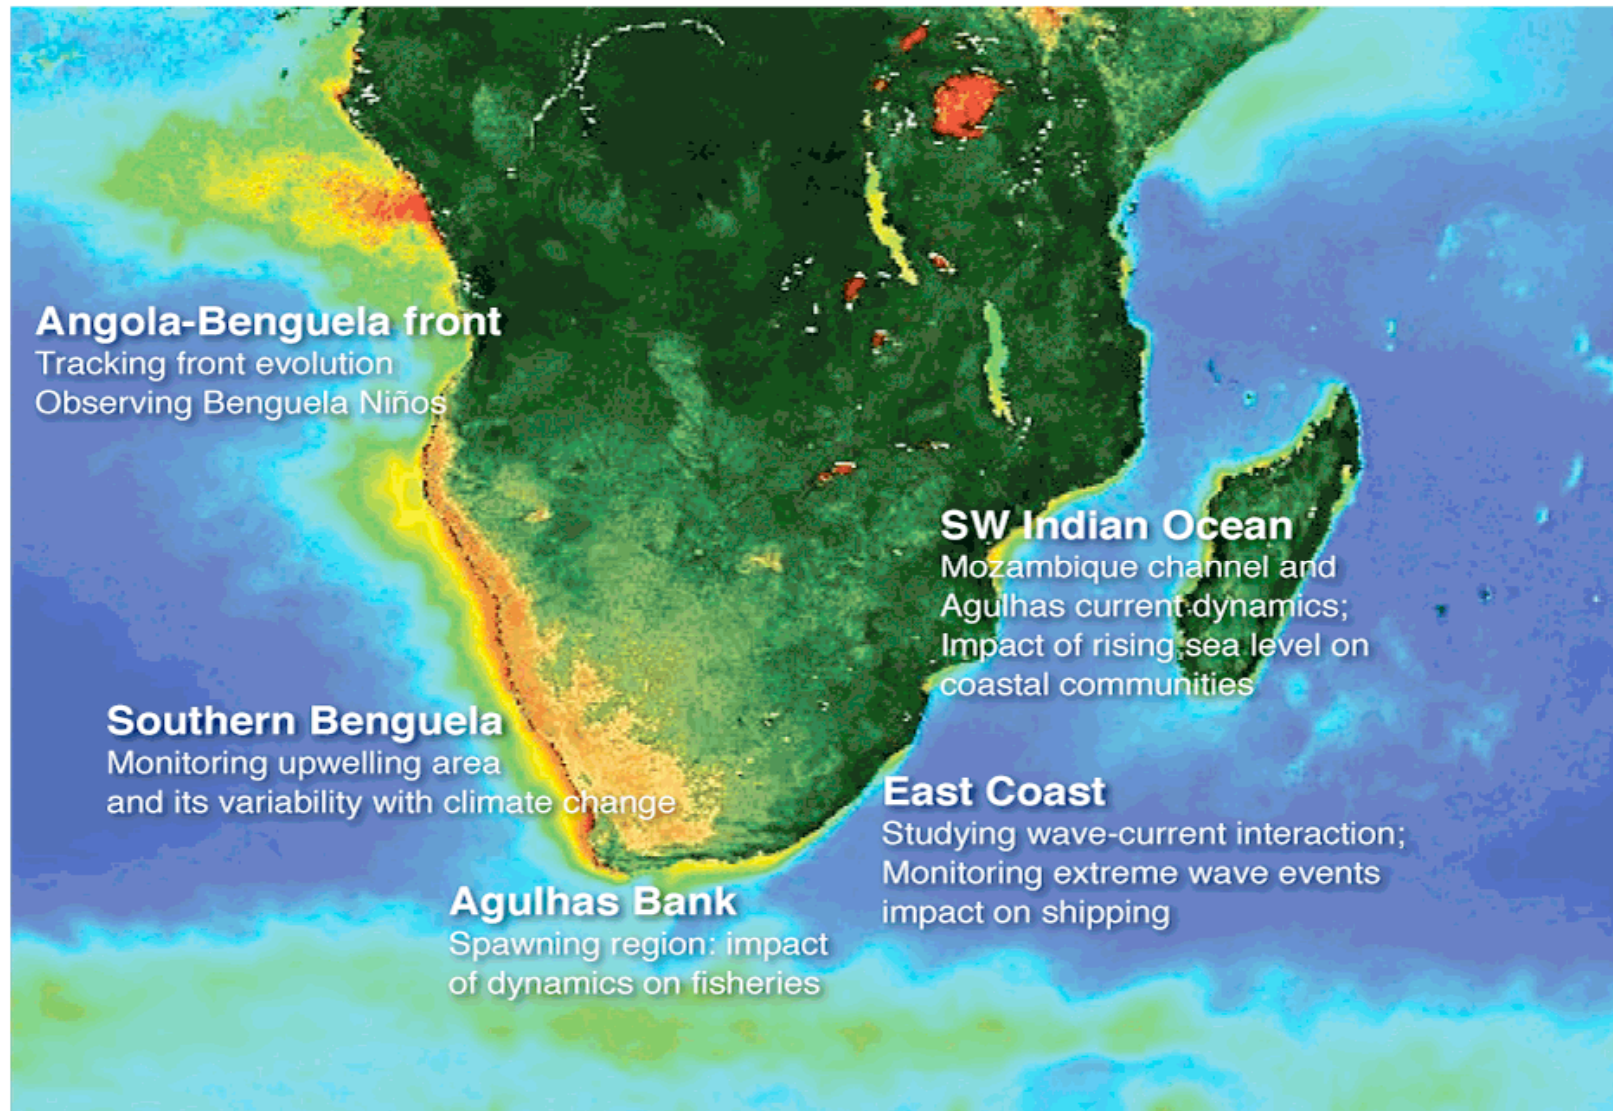 Angola-Benguela front
Tracking front evolution
Observing Benguela Niños
SW Indian Ocean
Mozambique channel and
Agulhas current dynamics;
Impact of rising sea level on
coastal communities
Southern Benguela
Monitoring upwelling area
and its variability with climate change
East Coast
Studying wave-current interaction;
Monitoring extreme wave events
impact on shipping
Agulhas Bank
Spawning region: impact
of dynamics on fisheries